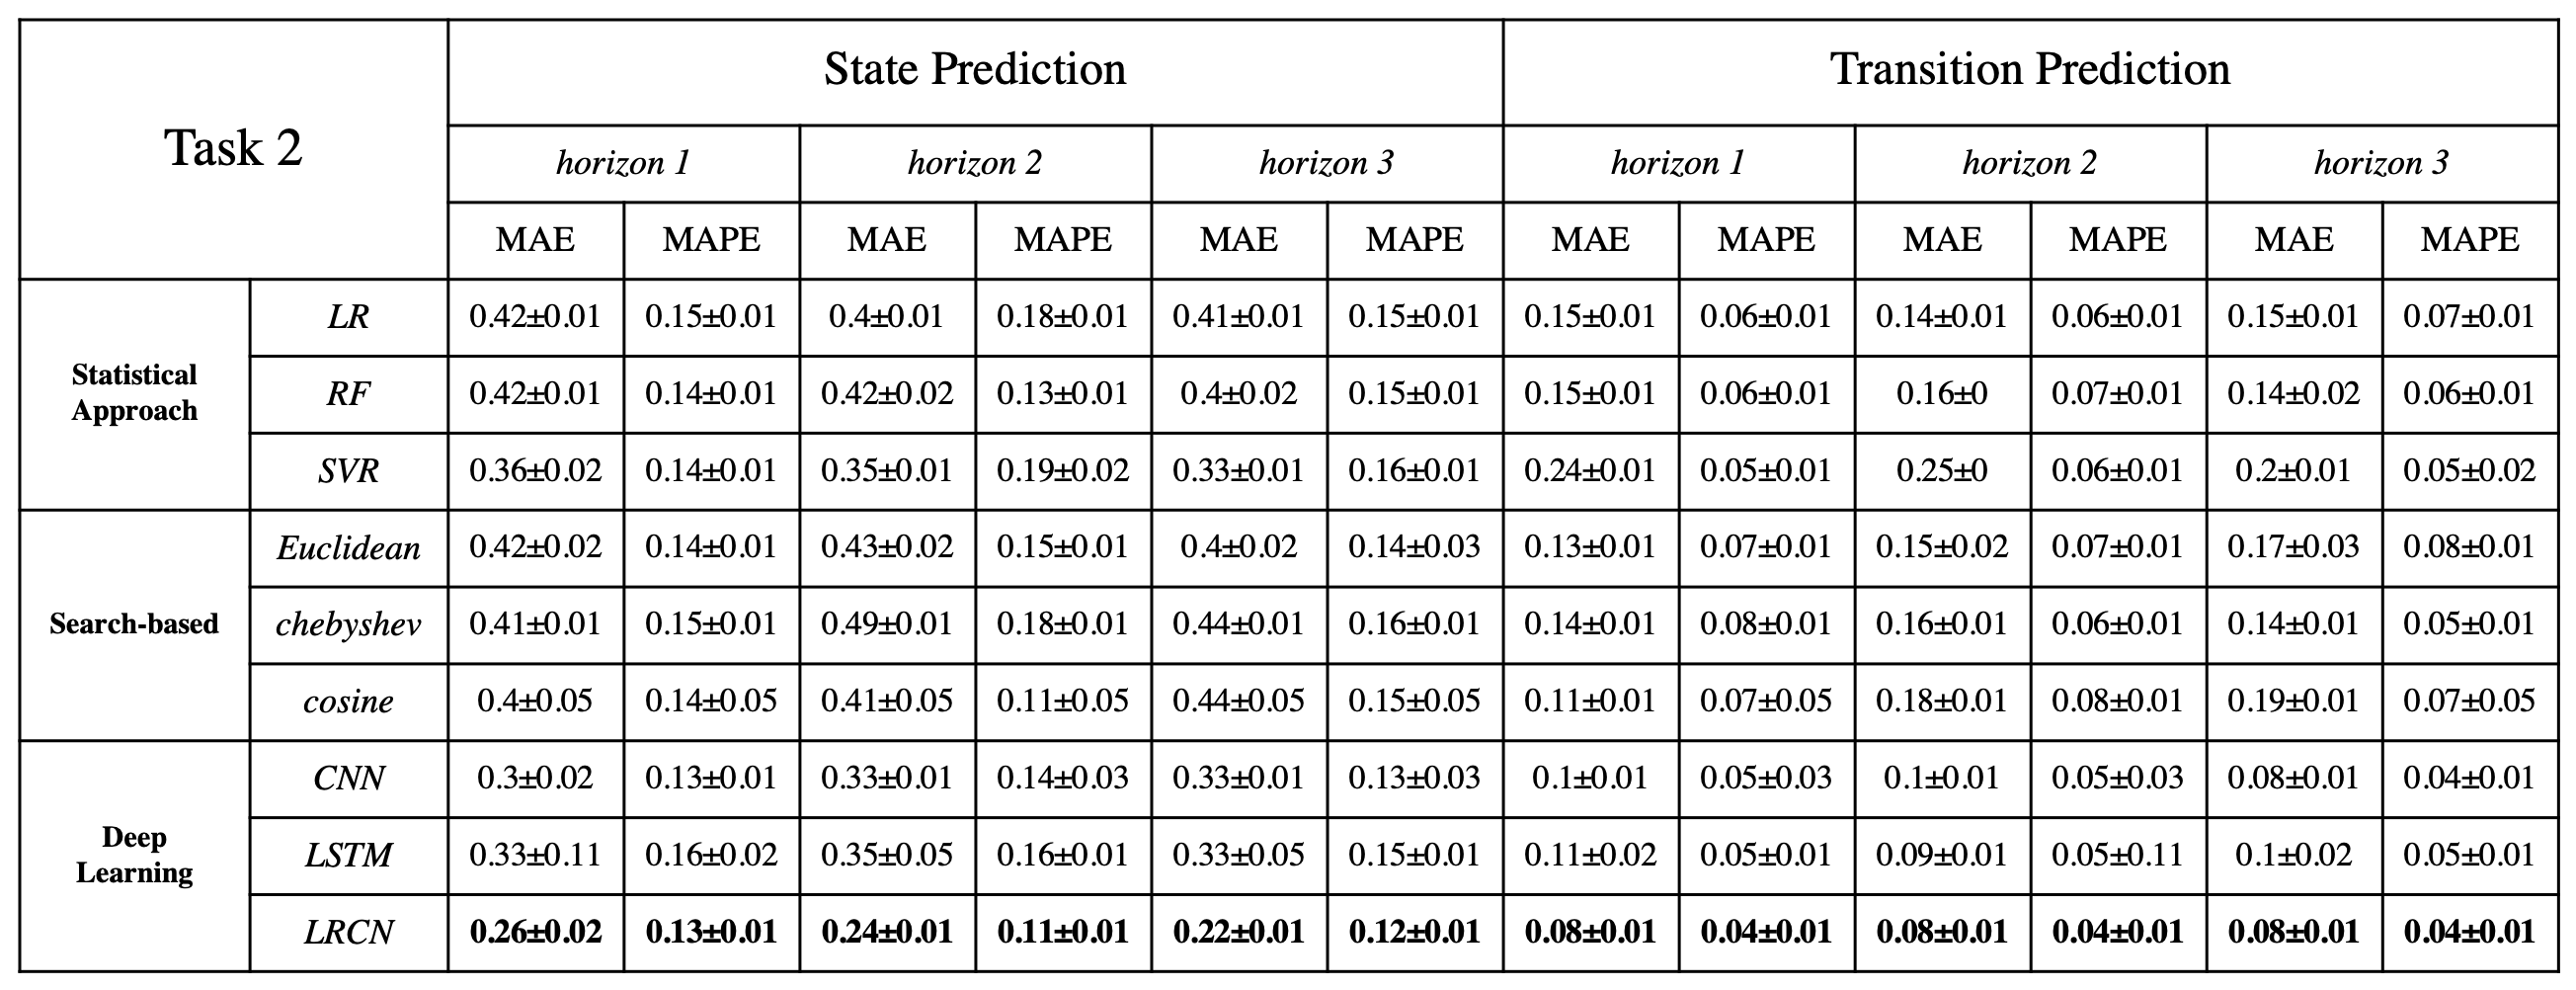 Task 2 State Prediction Transition Prediction
horizon 1 horizon 2 horizon 3 horizon 1 horizon 2 horizon 3
MAE MAPE MAE MAPE MAE MAPE MAE MAPE MAE MAPE MAE MAPE
Statistical
Approach
LR 0.42±0.01 0.15±0.01 0.4±0.01 0.18±0.01 0.41±0.01 0.15±0.01 0.15±0.01 0.06±0.01 0.14±0.01 0.06±0.01 0.15±0.01 0.07±0.01
RF 0.42±0.01 0.14±0.01 0.42±0.02 0.13±0.01 0.4±0.02 0.15±0.01 0.15±0.01 0.06±0.01 0.16±0 0.07±0.01 0.14±0.02 0.06±0.01
SVR 0.36±0.02 0.14±0.01 0.35±0.01 0.19±0.02 0.33±0.01 0.16±0.01 0.24±0.01 0.05±0.01 0.25±0 0.06±0.01 0.2±0.01 0.05±0.02
Search-based
Euclidean 0.42±0.02 0.14±0.01 0.43±0.02 0.15±0.01 0.4±0.02 0.14±0.03 0.13±0.01 0.07±0.01 0.15±0.02 0.07±0.01 0.17±0.03 0.08±0.01
chebyshev 0.41±0.01 0.15±0.01 0.49±0.01 0.18±0.01 0.44±0.01 0.16±0.01 0.14±0.01 0.08±0.01 0.16±0.01 0.06±0.01 0.14±0.01 0.05±0.01
cosine 0.4±0.05 0.14±0.05 0.41±0.05 0.11±0.05 0.44±0.05 0.15±0.05 0.11±0.01 0.07±0.05 0.18±0.01 0.08±0.01 0.19±0.01 0.07±0.05
Deep
Learning
CNN 0.3±0.02 0.13±0.01 0.33±0.01 0.14±0.03 0.33±0.01 0.13±0.03 0.1±0.01 0.05±0.03 0.1±0.01 0.05±0.03 0.08±0.01 0.04±0.01
LSTM 0.33±0.11 0.16±0.02 0.35±0.05 0.16±0.01 0.33±0.05 0.15±0.01 0.11±0.02 0.05±0.01 0.09±0.01 0.05±0.11 0.1±0.02 0.05±0.01
LRCN 0.26±0.02 0.13±0.01 0.24±0.01 0.11±0.01 0.22±0.01 0.12±0.01 0.08±0.01 0.04±0.01 0.08±0.01 0.04±0.01 0.08±0.01 0.04±0.01